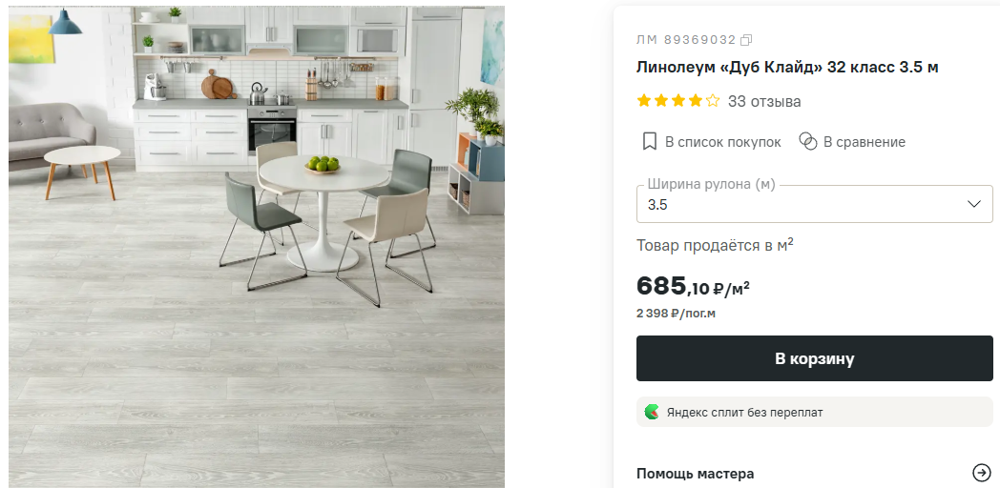 ЛМ 89369032
Линолеум «Дуб Клайд» 32 класс 3.5 м
33 отзыва
В список покупок
В сравнение
Ширина рулона (м)
3.5
Товар продаётся в м²
685,10 ₽/м²
2 398 ₽/пог.м
В корзину
Яндекс сплит без переплат
Помощь мастера